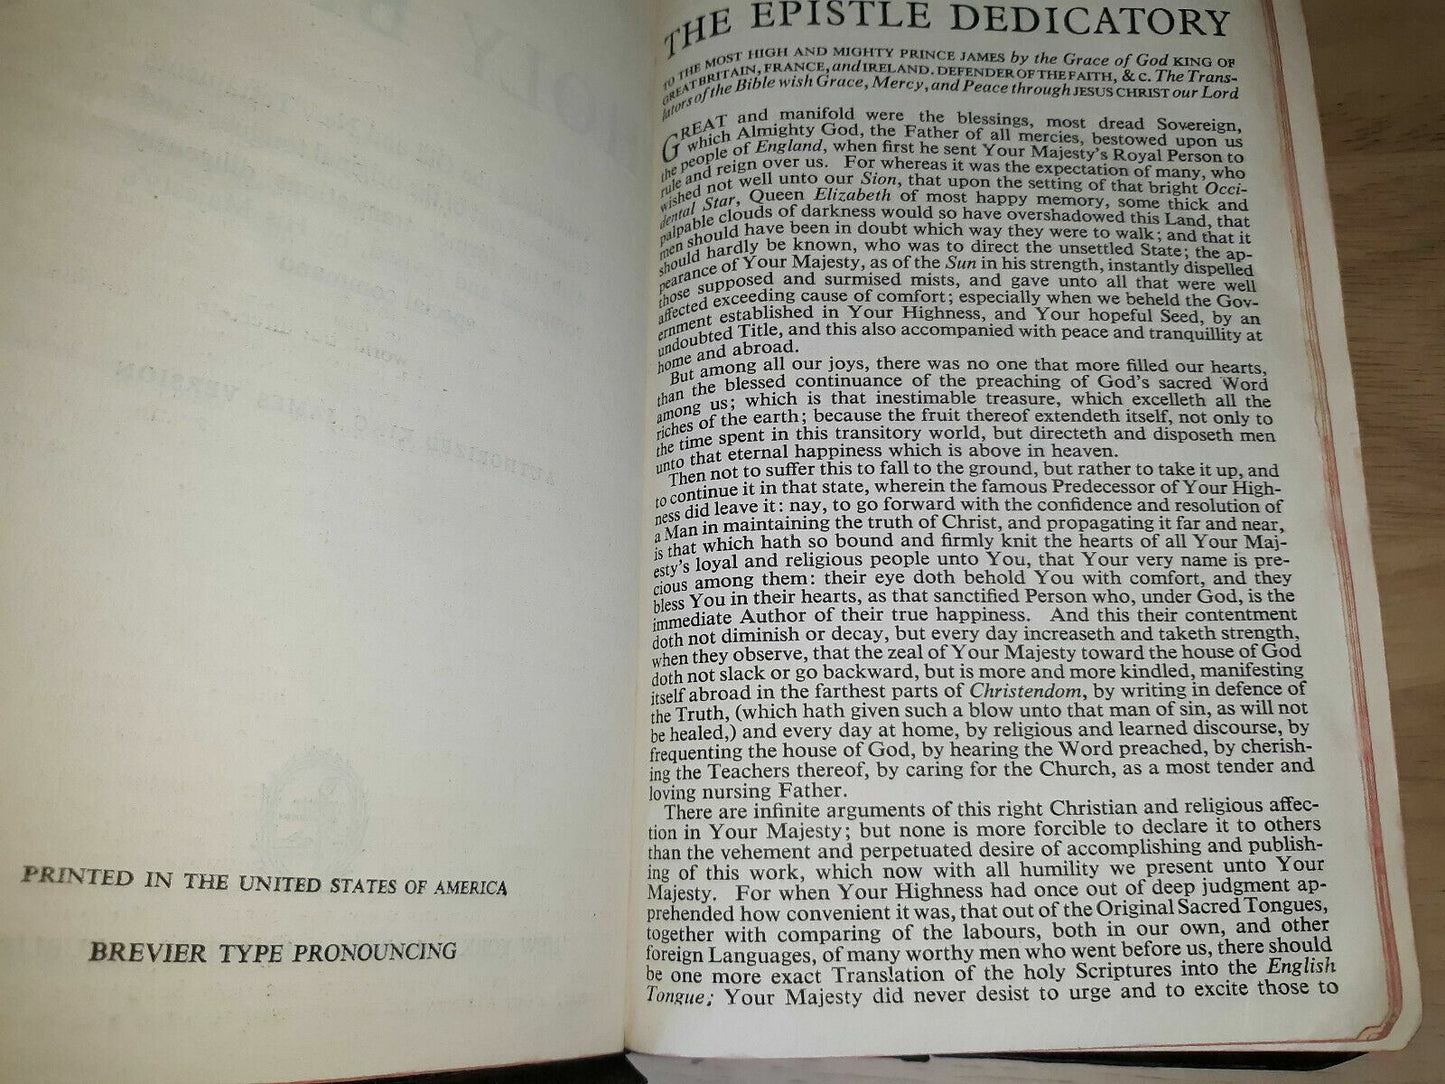 PRINTED IN THE UNITED STATES OF AMERICA
BREVIER TYPE PRONOUNCING
THE EPISTLE DEDICATORY
TO THE MOST HIGH AND MIGHTY PRINCE JAMES by the Grace of God KING OF
GREAT BRITAIN, FRANCE, and IRELAND. DEFENDER OF THE FAITH, & c. The Trans-
lators of the Bible wish Grace, Mercy, and Peace through JESUS CHRIST our Lord
GREAT and manifold were the blessings, most dread Sovereign,
which Almighty God, the Father of all mercies, bestowed upon us
the people of England, when first he sent Your Majesty's Royal Person to
rule and reign over us. For whereas it was the expectation of many, who
wished not well unto our Sion, that upon the setting of that bright Occi-
dental Star, Queen Elizabeth of most happy memory, some thick and
palpable clouds of darkness would so have overshadowed this Land, that
men should have been in doubt which way they were to walk; and that it
should hardly be known, who was to direct the unsettled State; the ap-
pearance of Your Majesty, as of the Sun in his strength, instantly dispelled
those supposed and surmised mists, and gave unto all that were well
affected exceeding cause of comfort; especially when we beheld the Gov-
ernment established in Your Highness, and Your hopeful Seed, by an
undoubted Title, and this also accompanied with peace and tranquillity at
home and abroad.
But among all our joys, there was no one that more filled our hearts,
than the blessed continuance of the preaching of God's sacred Word
among us; which is that inestimable treasure, which excelleth all the
riches of the earth; because the fruit thereof extendeth itself, not only to
the time spent in this transitory world, but directeth and disposeth men
unto that eternal happiness which is above in heaven.
Then not to suffer this to fall to the ground, but rather to take it up, and
to continue it in that state, wherein the famous Predecessor of Your High-
ness did leave it: nay, to go forward with the confidence and resolution of
a Man in maintaining the truth of Christ, and propagating it far and near,
is that which hath so bound and firmly knit the hearts of all Your Maj-
esty's loyal and religious people unto You, that Your very name is pre-
cious among them: their eye doth behold You with comfort, and they
bless You in their hearts, as that sanctified Person who, under God, is the
immediate Author of their true happiness. And this their contentment
doth not diminish or decay, but every day increaseth and taketh strength,
when they observe, that the zeal of Your Majesty toward the house of God
doth not slack or go backward, but is more and more kindled, manifesting
itself abroad in the farthest parts of Christendom, by writing in defence of
the Truth, (which hath given such a blow unto that man of sin, as will not
be healed,) and every day at home, by religious and learned discourse, by
frequenting the house of God, by hearing the Word preached, by cherish-
ing the Teachers thereof, by caring for the Church, as a most tender and
loving nursing Father.
There are infinite arguments of this right Christian and religious affec-
tion in Your Majesty; but none is more forcible to declare it to others
than the vehement and perpetuated desire of accomplishing and publish-
ing of this work, which now with all humility we present unto Your
Majesty. For when Your Highness had once out of deep judgment ap-
prehended how convenient it was, that out of the Original Sacred Tongues,
together with comparing of the labours, both in our own, and other
foreign Languages, of many worthy men who went before us, there should
be one more exact Translation of the holy Scriptures into the English
Tongue; Your Majesty did never desist to urge and to excite those to